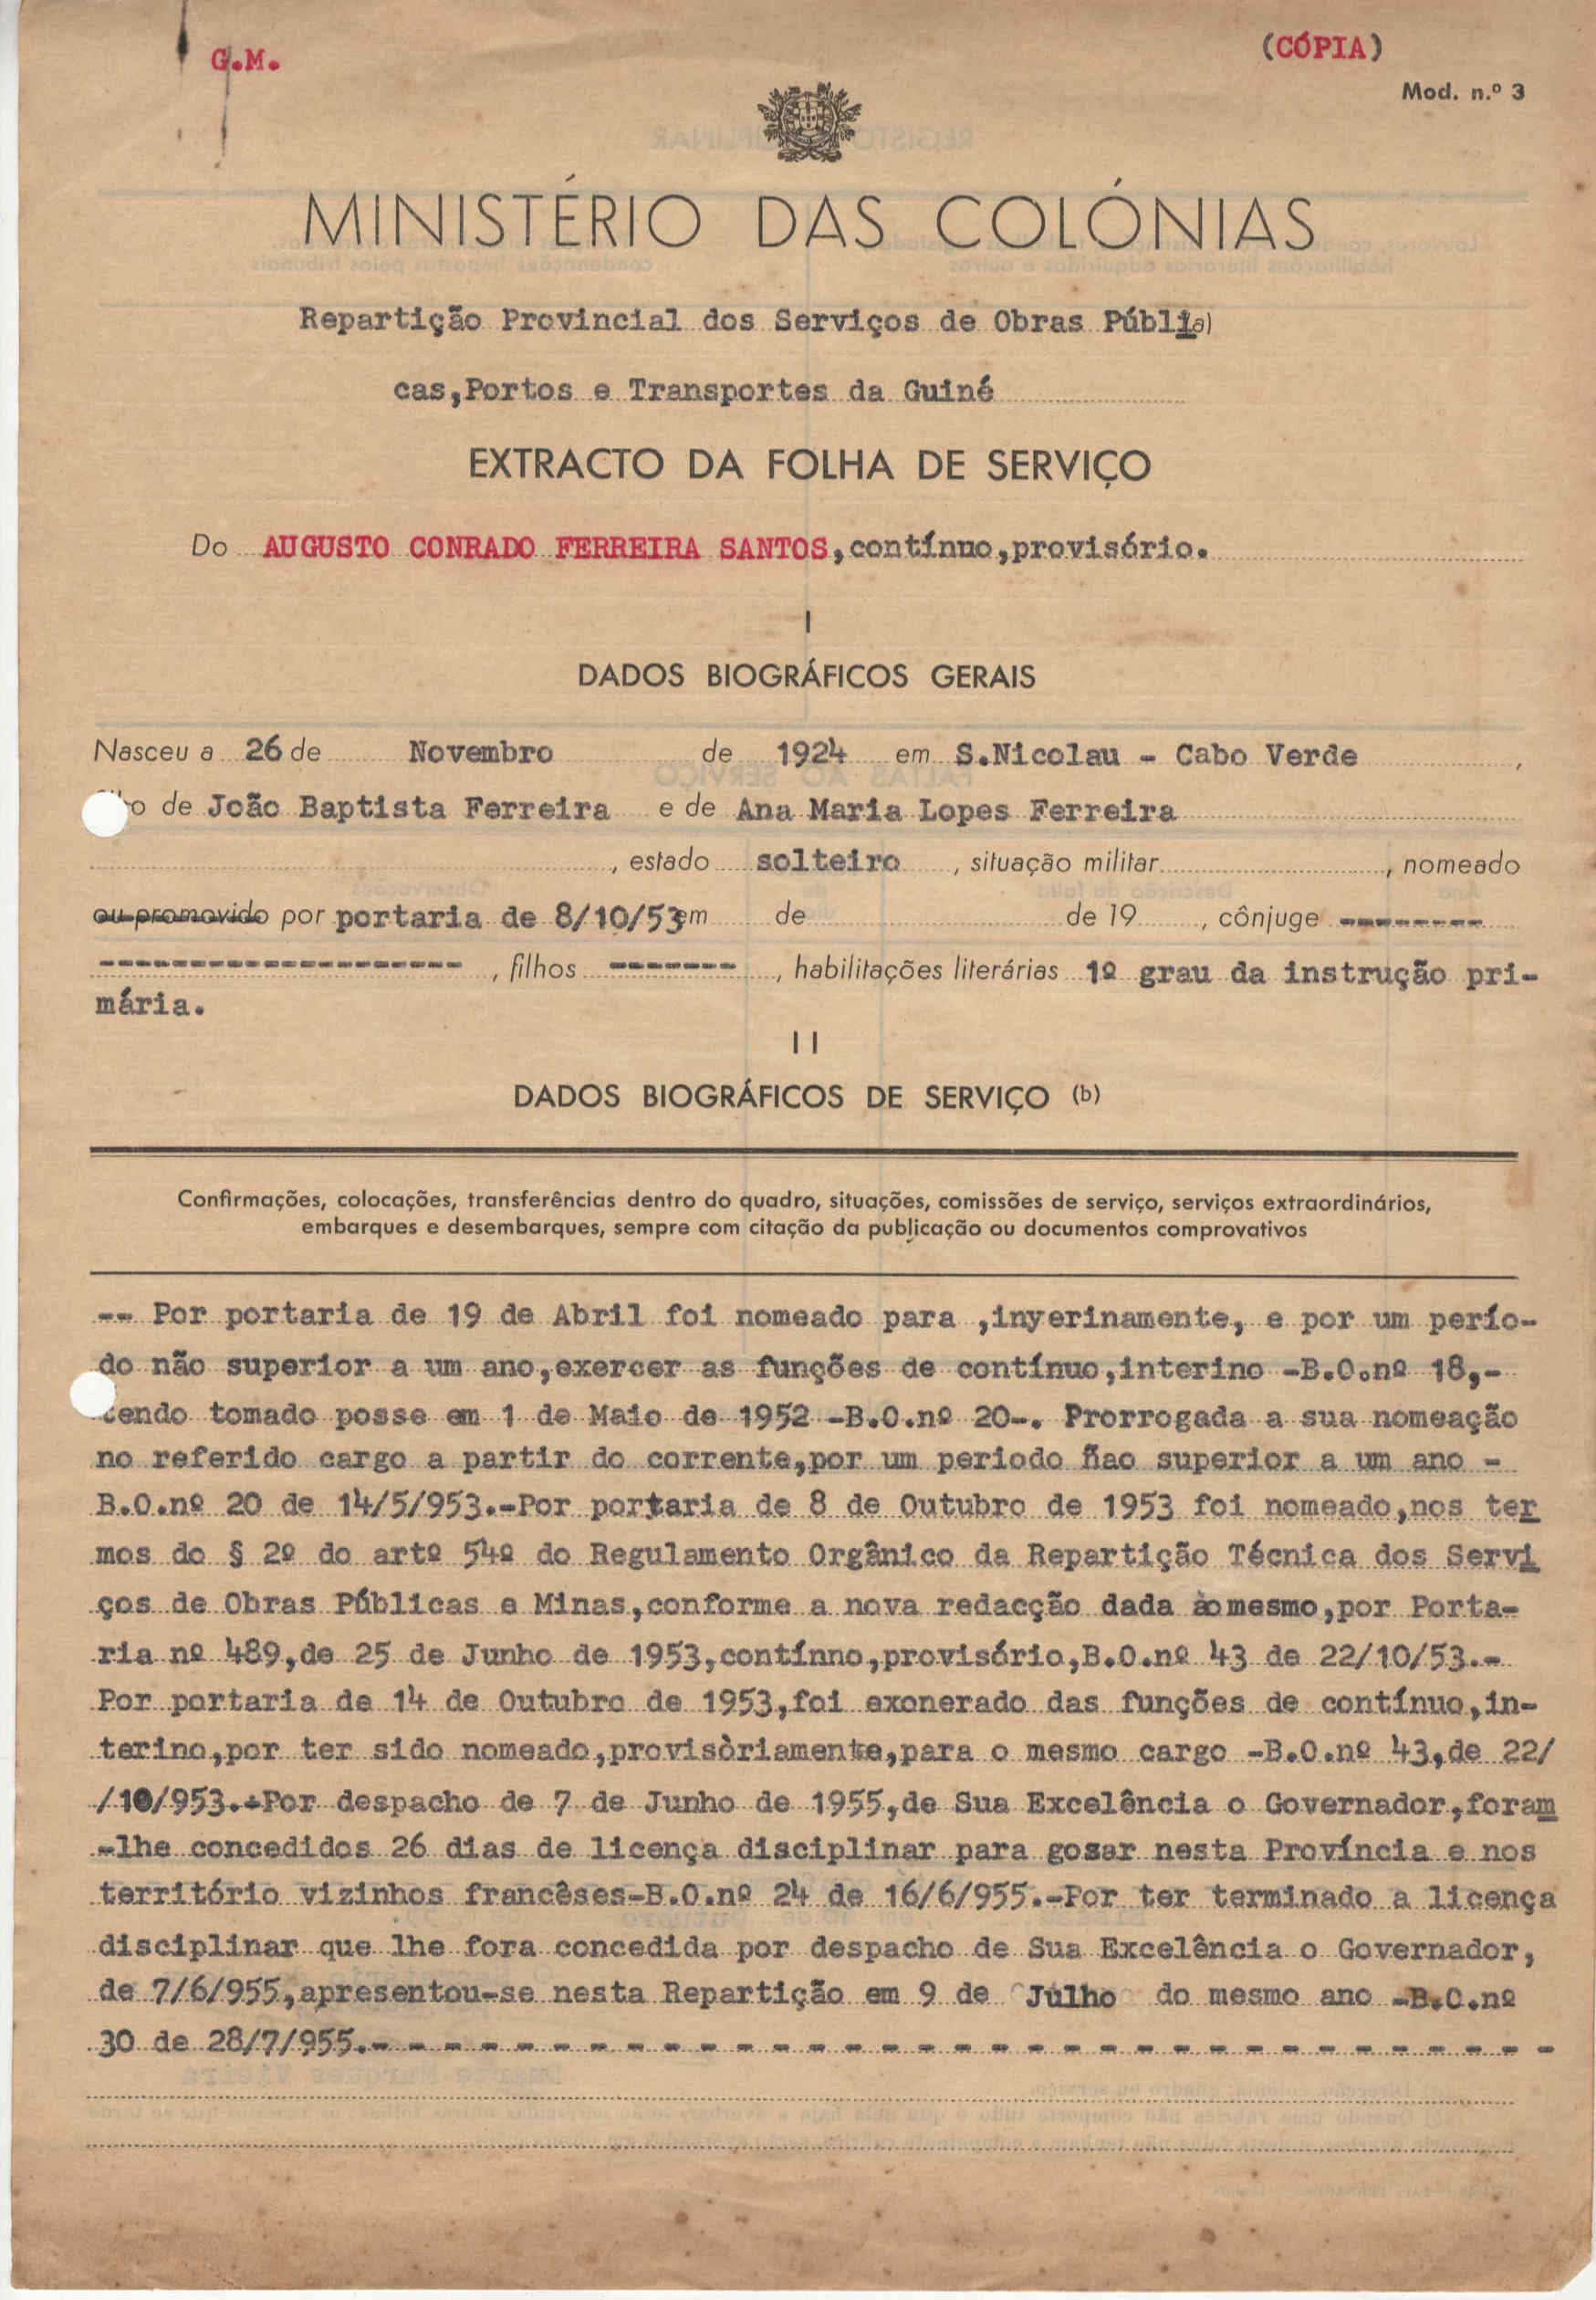 G.M.
(CÓPIA)
Mod. n.º 3
MINISTÉRIO DAS COLÓNIAS
Repartição Provincial dos Serviços de Obras Públi a)
cas,Portos e Transportes da Guiné
EXTRACTO DA FOLHA DE SERVIÇO
Do AUGUSTO CONRADO FERREIRA SANTOS,contínuo,provisório.
I
DADOS BIOGRÁFICOS GERAIS
Nasceu a 26 de Novembro de 1924 em S.Nicolau - Cabo Verde ,
de João Baptista Ferreira e de Ana Maria Lopes Ferreira
, estado solteiro , situação militar , nomeado
ou promovido por portaria de 8/10/53 em de de 19 , cônjuge --------
-------------------- , filhos ------- , habilitações literárias 1º grau da instrução pri-
mária.
II
DADOS BIOGRÁFICOS DE SERVIÇO (b)
Confirmações, colocações, transferências dentro do quadro, situações, comissões de serviço, serviços extraordinários,
embarques e desembarques, sempre com citação da publicação ou documentos comprovativos
-- Por portaria de 19 de Abril foi nomeado para ,inyerinamente, e por um perío-
do não superior a um ano,exercer as funções de contínuo,interino -B.O.nº 18,-
tendo tomado posse em 1 de Maio de 1952 -B.O.nº 20-. Prorrogada a sua nomeação
no referido cargo a partir do corrente,por um periodo ñao superior a um ano -
B.O.nº 20 de 14/5/953.-Por portaria de 8 de Outubro de 1953 foi nomeado,nos ter
mos do § 2º do artº 54º do Regulamento Orgânico da Repartição Técnica dos Servi
ços de Obras Públicas e Minas,conforme a nova redacção dada ao mesmo,por Porta-
ria nº 489,de 25 de Junho de 1953,contínno,provisório,B.O.nº 43 de 22/10/53.-
Por portaria de 14 de Outubro de 1953,foi exonerado das funções de contínuo,in-
terino,por ter sido nomeado,provisòriamente,para o mesmo cargo -B.O.nº 43,de 22/
/10/953.-Por despacho de 7 de Junho de 1955,de Sua Excelência o Governador,foram
-lhe concedidos 26 dias de licença disciplinar para gosar nesta Província e nos
território vizinhos francêses-B.O.nº 24 de 16/6/955.-Por ter terminado a licença
disciplinar que lhe fora concedida por despacho de Sua Excelência o Governador,
de 7/6/955,apresentou-se nesta Repartição em 9 de Júlho do mesmo ano -B.O.nº
30 de 28/7/955.- - - - - - - - - - - - - - - - - - - - - - - - - - - - - - - - -